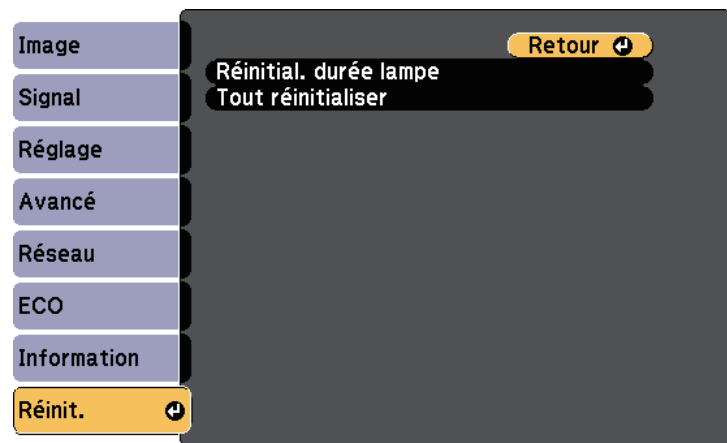 Image
Signal
Réglage
Avancé
Réseau
ECO
Information
Réinit.
Retour
Réinitial. durée lampe
Tout réinitialiser